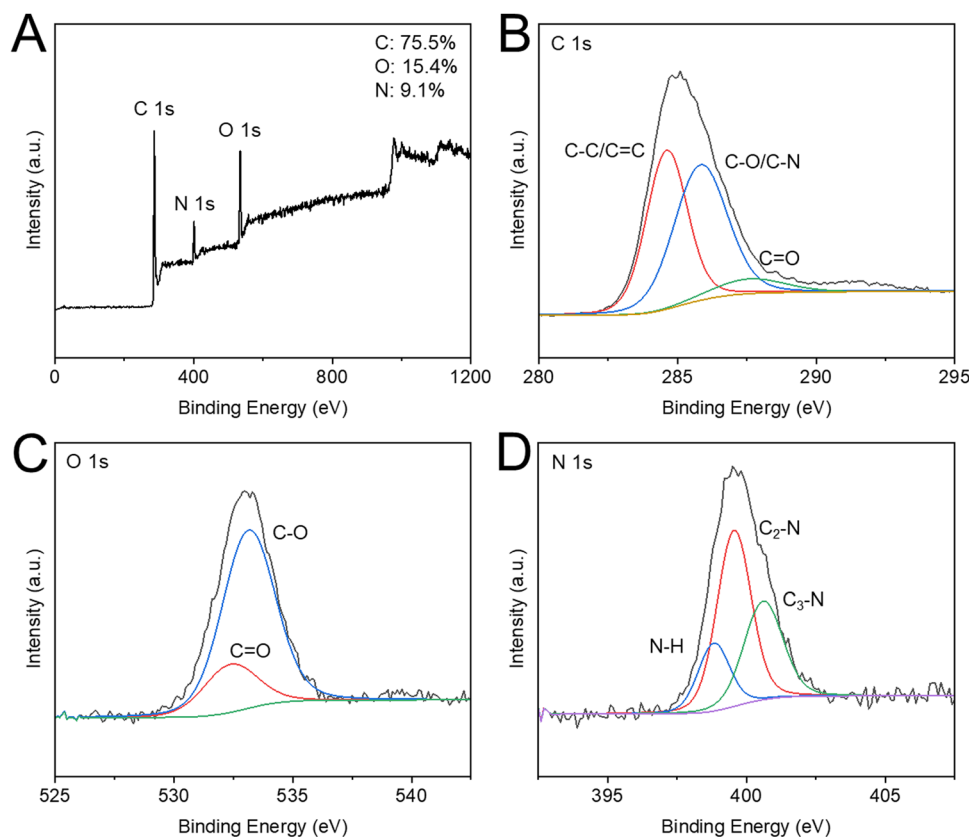 A
C: 75.5%
O: 15.4%
N: 9.1%
C 1s
O 1s
N 1s
Intensity (a.u.)
0 400 800 1200
Binding Energy (eV)
B
C 1s
C-C/C=C
C-O/C-N
C=O
Intensity (a.u.)
280 285 290 295
Binding Energy (eV)
C
O 1s
C-O
C=O
Intensity (a.u.)
525 530 535 540
Binding Energy (eV)
D
N 1s
C₂-N
C₃-N
N-H
Intensity (a.u.)
395 400 405
Binding Energy (eV)